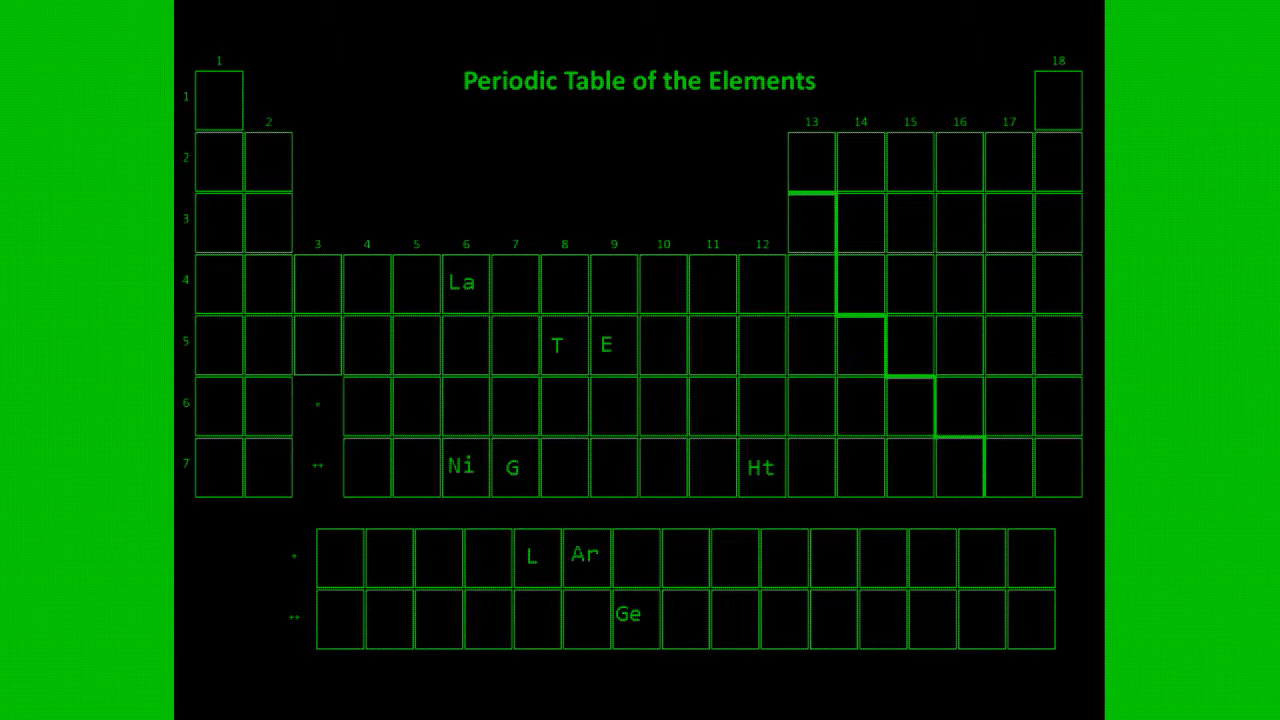 1 18
Periodic Table of the Elements
1
2 13 14 15 16 17
2
3
3 4 5 6 7 8 9 10 11 12
4 La
5 T E
6 *
7 ** Ni G Ht
* L Ar
** Ge